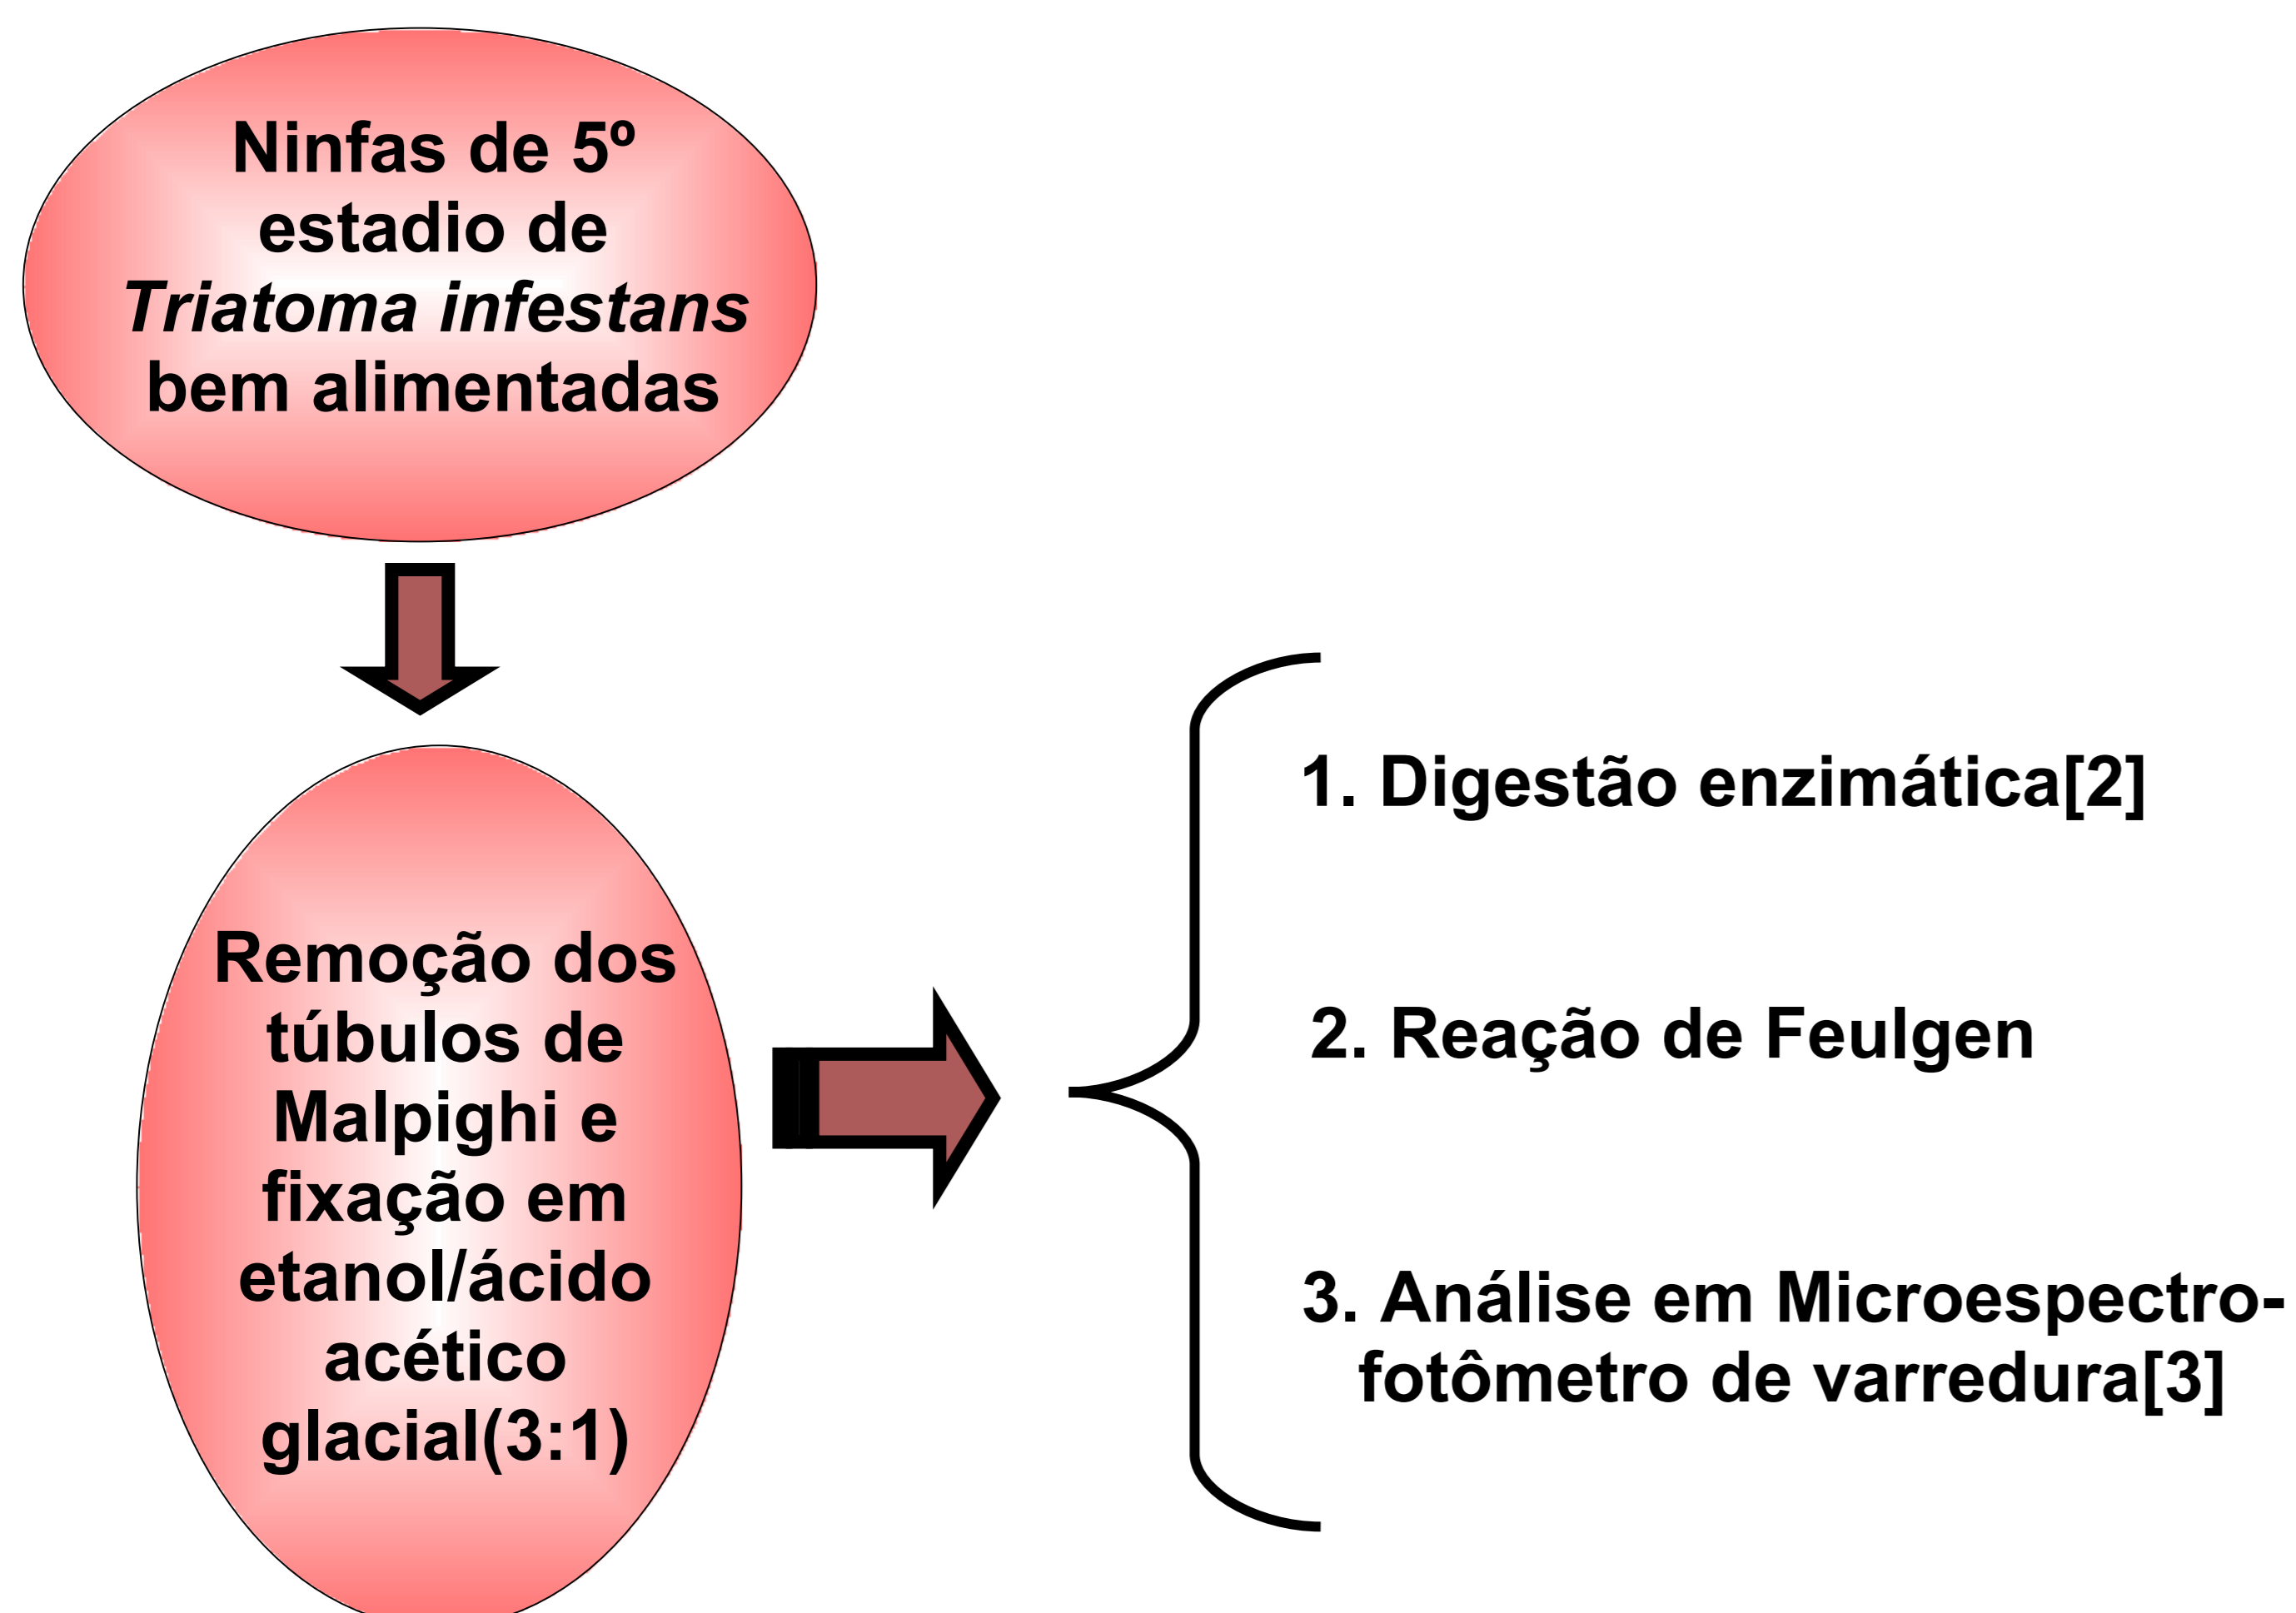 Ninfas de 5º
estadio de
Triatoma infestans
bem alimentadas
Remoção dos
túbulos de
Malpighi e
fixação em
etanol/ácido
acético
glacial(3:1)
1. Digestão enzimática[2]
2. Reação de Feulgen
3. Análise em Microespectro-
fotômetro de varredura[3]